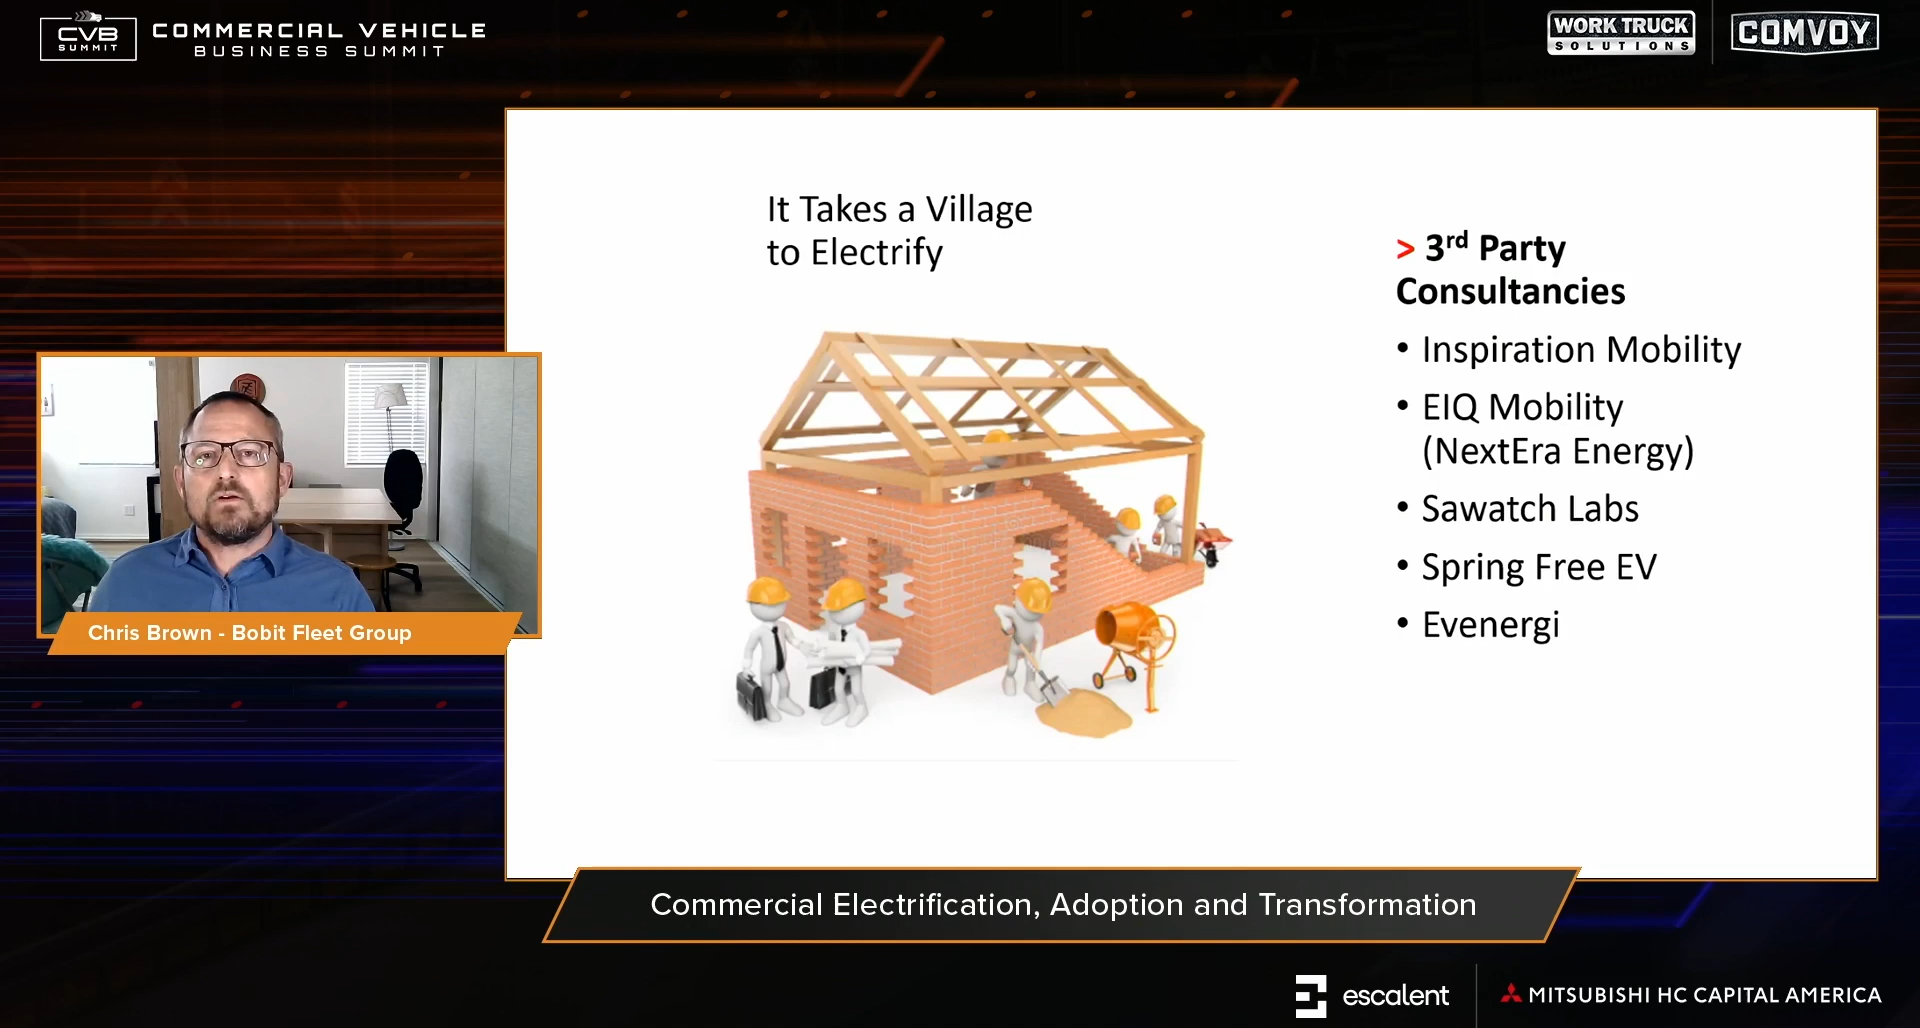 CVB
SUMMIT
COMMERCIAL VEHICLE
BUSINESS SUMMIT
WORK TRUCK
SOLUTIONS
COMVOY
It Takes a Village
to Electrify
> 3rd Party
Consultancies
• Inspiration Mobility
• EIQ Mobility
(NextEra Energy)
• Sawatch Labs
• Spring Free EV
• Evenergi
Chris Brown - Bobit Fleet Group
Commercial Electrification, Adoption and Transformation
escalent
MITSUBISHI HC CAPITAL AMERICA